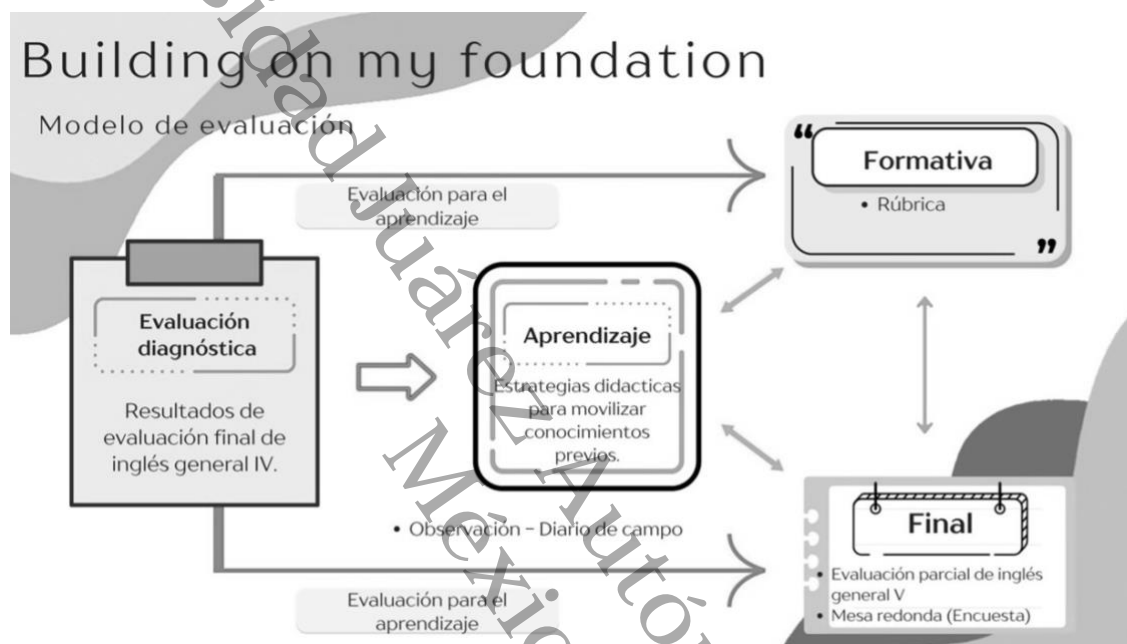 Building on my foundation
Modelo de evaluación
Evaluación para el
aprendizaje
“
Formativa
• Rúbrica
”
Evaluación
diagnóstica
Resultados de
evaluación final de
inglés general IV.
Aprendizaje
Estrategias didacticas
para movilizar
conocimientos
previos.
• Observación – Diario de campo
Evaluación para el
aprendizaje
Final
• Evaluación parcial de inglés
general V
• Mesa redonda (Encuesta)
Juárez